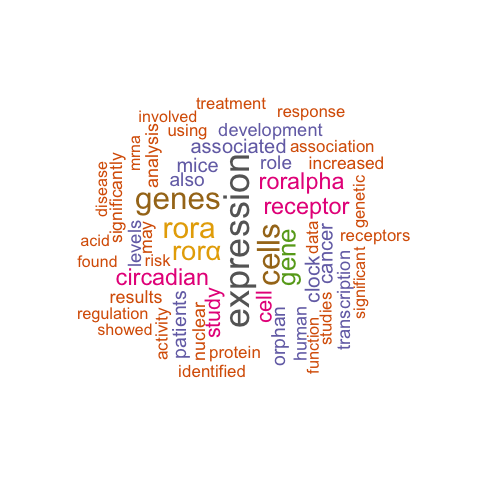 treatment
involved
response
using
development
associated
association
mrna
analysis
mice
role
increased
also
disease
significantly
genes
expression
roralpha
receptor
genetic
rora
rorα
cells
gene
data
cancer
receptors
acid
levels
may
found
risk
circadian
clock
transcription
significant
results
study
cell
regulation
patients
nuclear
orphan
human
studies
function
showed
activity
protein
identified